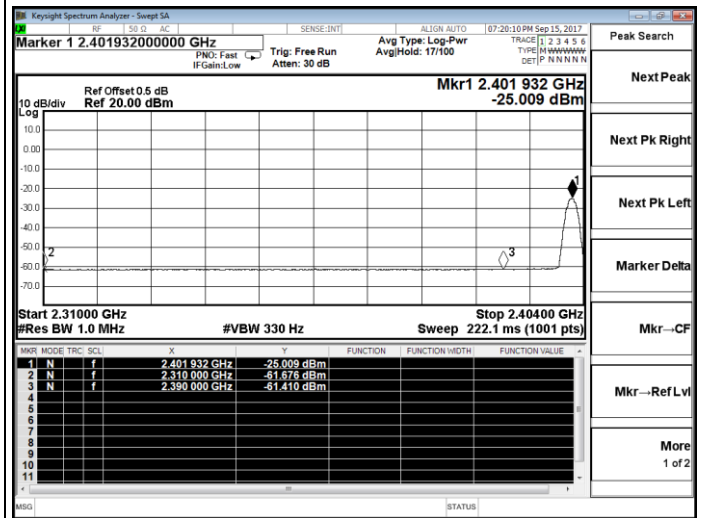 Keysight Spectrum Analyzer - Swept SA
RF 50 Ω AC SENSE:INT ALIGN AUTO 07:20:10 PM Sep 15, 2017
Marker 1 2.401932000000 GHz
PNO: Fast
IFGain:Low
Trig: Free Run
Atten: 30 dB
Avg Type: Log-Pwr
Avg|Hold: 17/100
TRACE 1 2 3 4 5 6
TYPE M WWWWW
DET P N N N N N
Ref Offset 0.5 dB
10 dB/div Ref 20.00 dBm
Log
Mkr1 2.401 932 GHz
-25.009 dBm
10.0
0.00
-10.0
-20.0
-30.0
-40.0
-50.0
-60.0
-70.0
1
2
3
Start 2.31000 GHz Stop 2.40400 GHz
#Res BW 1.0 MHz #VBW 330 Hz Sweep 222.1 ms (1001 pts)
MKR MODE TRC SCL X Y FUNCTION FUNCTION WIDTH FUNCTION VALUE
1 N f 2.401 932 GHz -25.009 dBm
2 N f 2.310 000 GHz -61.676 dBm
3 N f 2.390 000 GHz -61.410 dBm
4
5
6
7
8
9
10
11
MSG STATUS
Peak Search
Next Peak
Next Pk Right
Next Pk Left
Marker Delta
Mkr→CF
Mkr→Ref Lvl
More
1 of 2